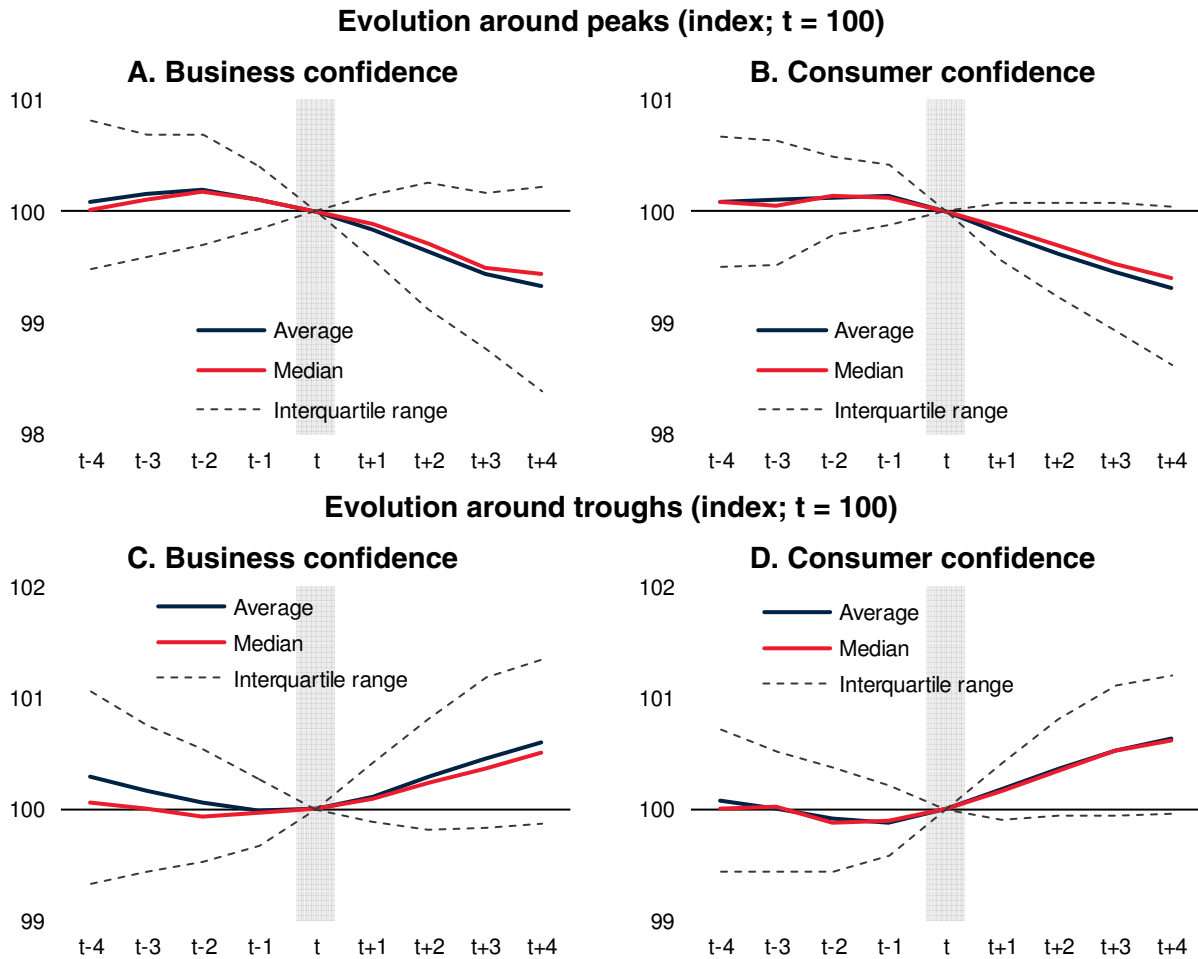 Evolution around peaks (index; t = 100)
A. Business confidence
101
100
99
98
Average
Median
Interquartile range
t-4 t-3 t-2 t-1 t t+1 t+2 t+3 t+4
B. Consumer confidence
101
100
99
98
Average
Median
Interquartile range
t-4 t-3 t-2 t-1 t t+1 t+2 t+3 t+4
Evolution around troughs (index; t = 100)
C. Business confidence
102
101
100
99
Average
Median
Interquartile range
t-4 t-3 t-2 t-1 t t+1 t+2 t+3 t+4
D. Consumer confidence
102
101
100
99
Average
Median
Interquartile range
t-4 t-3 t-2 t-1 t t+1 t+2 t+3 t+4